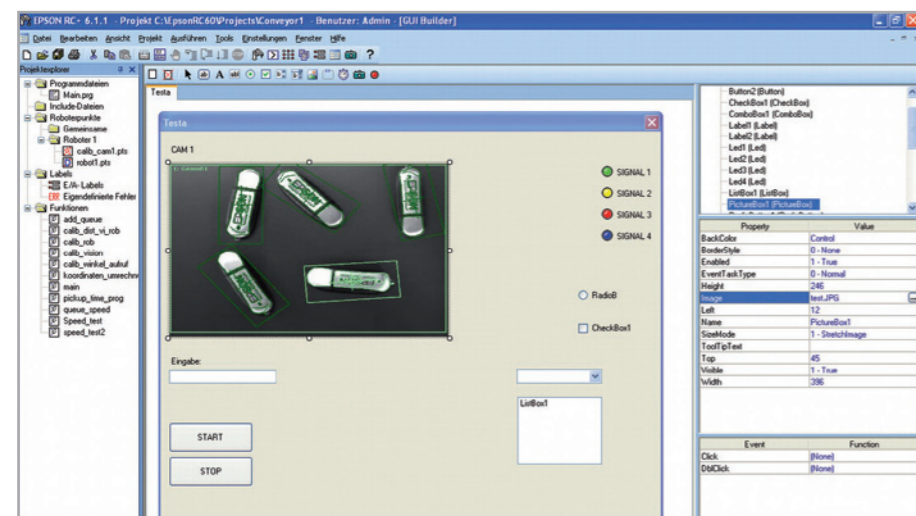 EPSON RC+ 6.1.1 - Projekt C:\EpsonRC60\Projects\Conveyor1 - Benutzer: Admin - [GUI Builder]
Datei Bearbeiten Ansicht Projekt Ausführen Tools Einstellungen Fenster Hilfe
Projektexplorer
Programmdateien
Main.prg
Include-Dateien
Roboterpunkte
Gemeinsame
Roboter 1
calib_cam1.pts
robot1.pts
Labels
E/A- Labels
Eigendefinierte Fehler
Funktionen
add_queue
calib_dist_vi_rob
calib_rob
calib_vision
calib_winkel_aufruf
koordinaten_umrechn
main
pickup_time_prog
queue_speed
Speed_test
speed_test2
Testa
Testa
CAM 1
SIGNAL 1
SIGNAL 2
SIGNAL 3
SIGNAL 4
RadioB
CheckBox1
Eingabe:
ListBox1
START
STOP
Button2 (Button)
CheckBox1 (CheckBox)
ComboBox1 (ComboBox)
Label1 (Label)
Label2 (Label)
Led1 (Led)
Led2 (Led)
Led3 (Led)
Led4 (Led)
ListBox1 (ListBox)
PictureBox1 (PictureBox)
Property Value
BackColor Control
BorderStyle 0 - None
Enabled 1 - True
EventTaskType 0 - Normal
Height 246
Image test.JPG
Left 12
Name PictureBox1
SizeMode 1 - StretchImage
ToolTipText
Top 45
Visible 1 - True
Width 396
Event Function
Click (None)
DblClick (None)